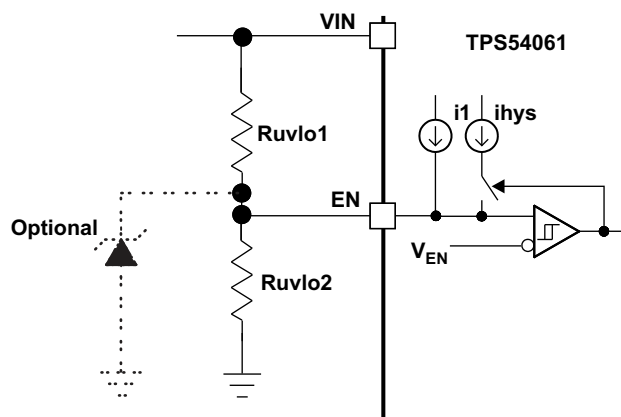 VIN
TPS54061
i1
ihys
Ruvlo1
EN
Optional
VEN
Ruvlo2